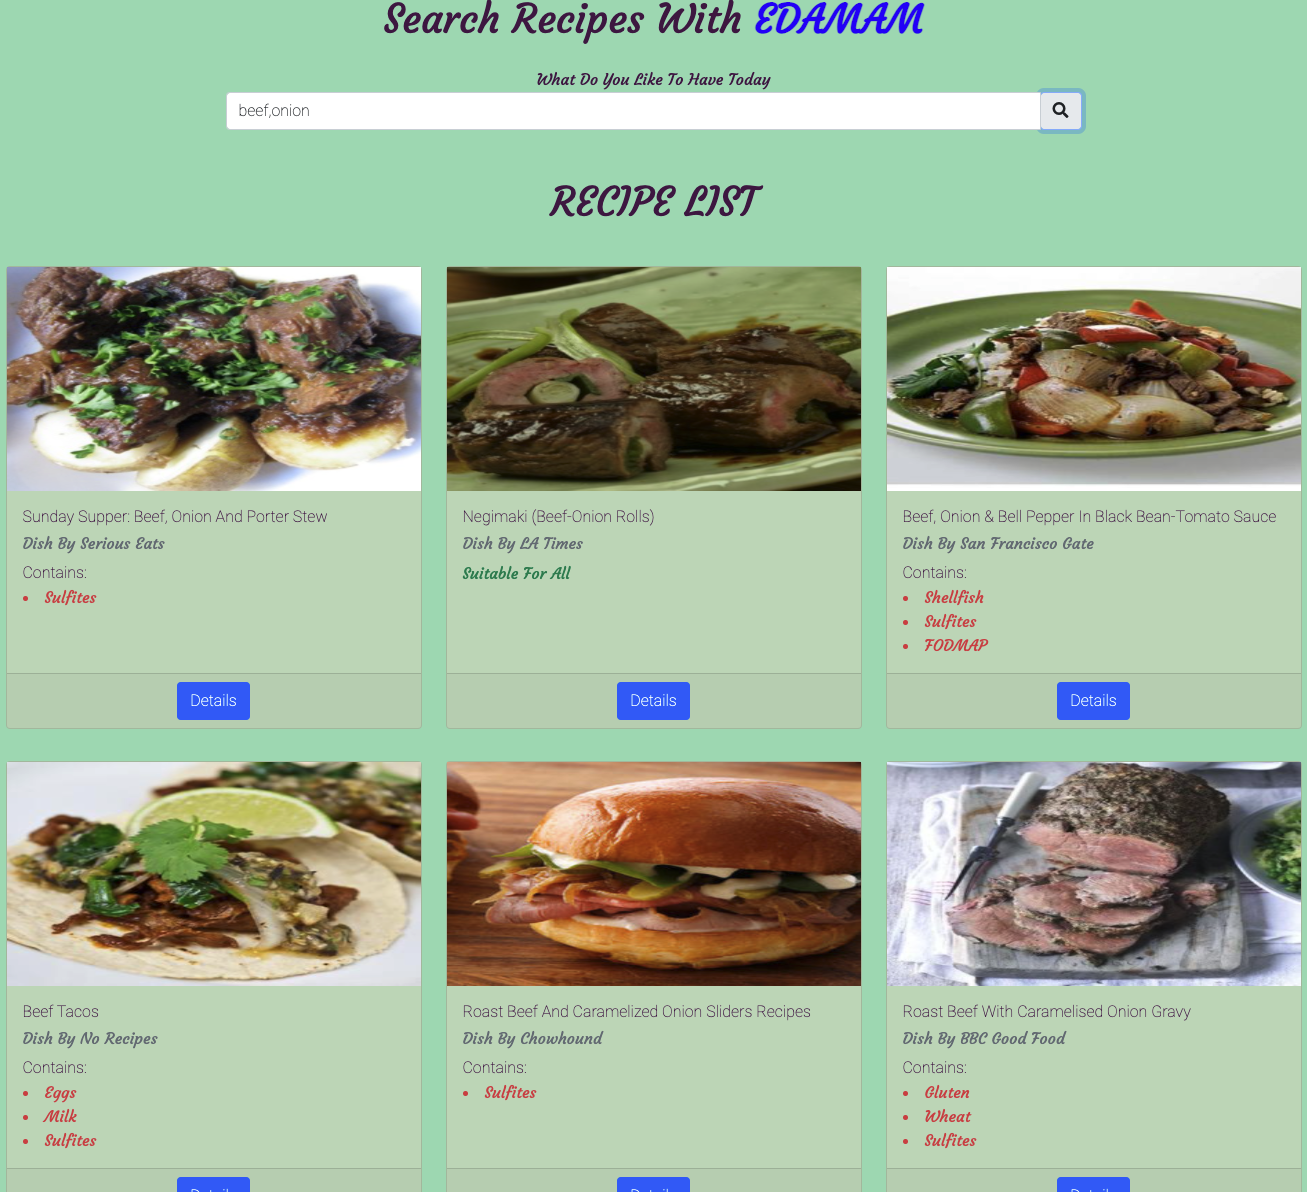 Search Recipes With EDAMAM
What Do You Like To Have Today
beef,onion
RECIPE LIST
Sunday Supper: Beef, Onion And Porter Stew
Dish By Serious Eats
Contains:
Sulfites
Details
Negimaki (Beef-Onion Rolls)
Dish By LA Times
Suitable For All
Details
Beef, Onion & Bell Pepper In Black Bean-Tomato Sauce
Dish By San Francisco Gate
Contains:
Shellfish
Sulfites
FODMAP
Details
Beef Tacos
Dish By No Recipes
Contains:
Eggs
Milk
Sulfites
Details
Roast Beef And Caramelized Onion Sliders Recipes
Dish By Chowhound
Contains:
Sulfites
Details
Roast Beef With Caramelised Onion Gravy
Dish By BBC Good Food
Contains:
Gluten
Wheat
Sulfites
Details